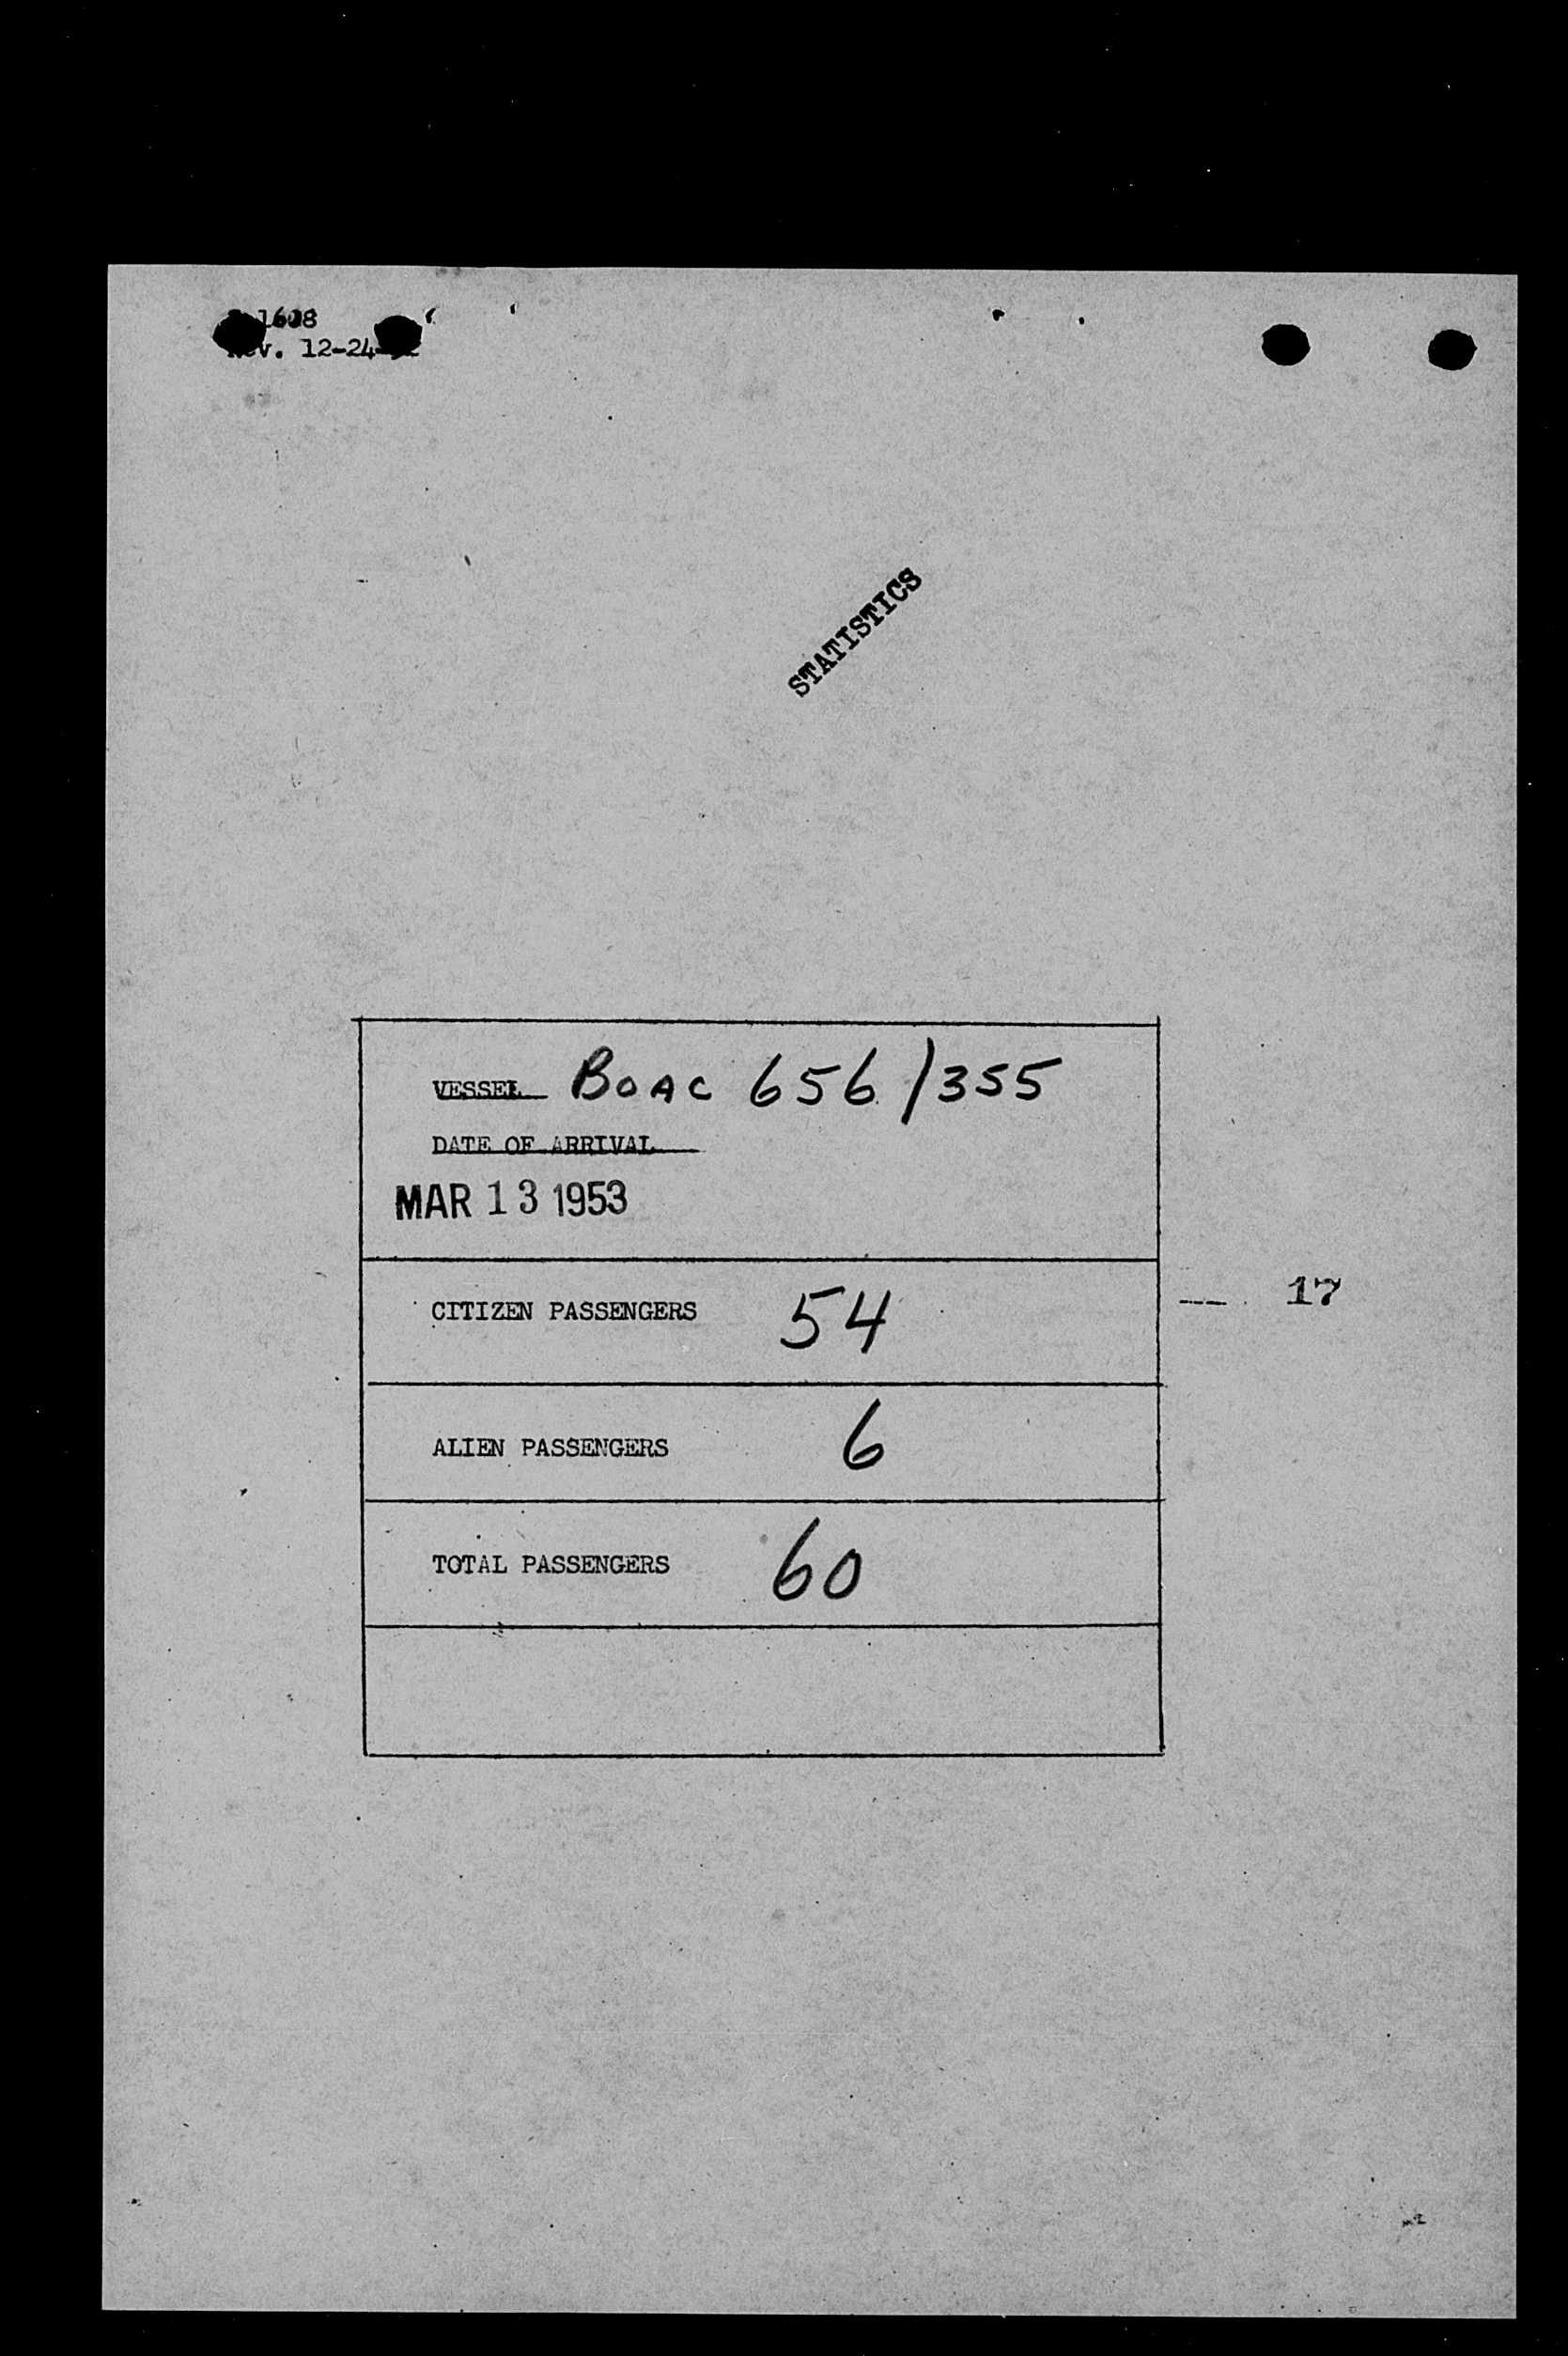 1608
12-24
STATISTICS
VESSEL BOAC 656/355
DATE OF ARRIVAL
MAR 13 1953
CITIZEN PASSENGERS 54
17
ALIEN PASSENGERS 6
TOTAL PASSENGERS 60